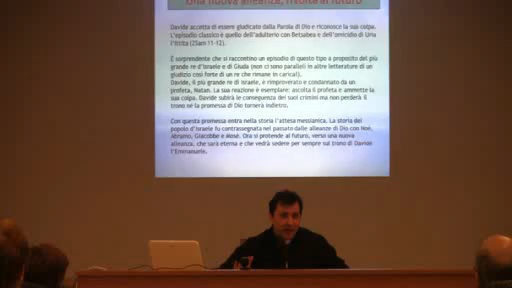 Una nuova alleanza, rivolta al futuro
Davide accetta di essere giudicato dalla Parola di Dio e riconosce la sua colpa.
L'episodio classico è quello dell'adulterio con Betsabea e dell'omicidio di Uria
l'Ittita (2Sam 11-12).
È sorprendente che si racconti un episodio di questo tipo a proposito del più
grande re d'Israele e di Giuda (non ci sono paralleli in altre letterature di un
giudizio così forte di un re che rimane in carica!).
Davide, il più grande re di Israele, è rimproverato e condannato da un
profeta, Natan. La sua reazione è esemplare: ascolta il profeta e ammette la
sua colpa. Davide subirà le conseguenze dei suoi crimini ma non perderà il
trono né la promessa di Dio tornerà indietro.
Con questa promessa entra nella storia l'attesa messianica. La storia del
popolo d'Israele fu contrassegnata nel passato dalle alleanze di Dio con Noè,
Abramo, Giacobbe e Mosè. Ora si protende al futuro, verso una nuova
alleanza, che sarà eterna e che vedrà sedere per sempre sul trono di Davide
l'Emmanuele.